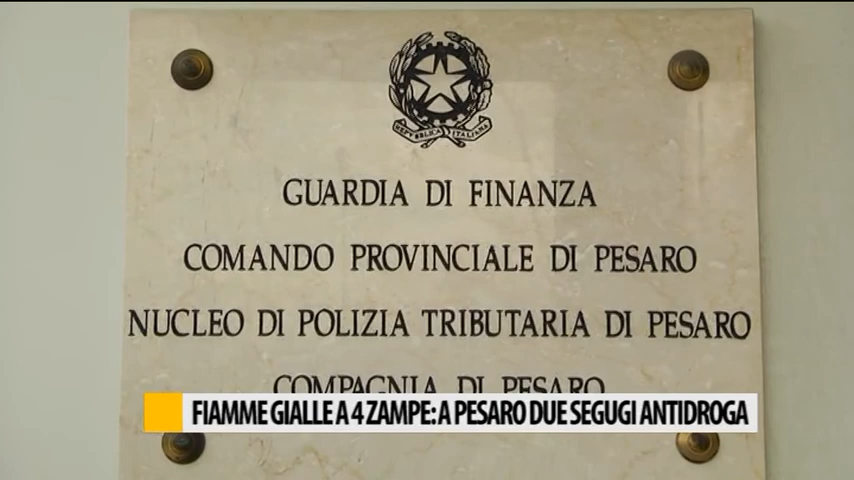 REPVBBLICA ITALIANA
GUARDIA DI FINANZA
COMANDO PROVINCIALE DI PESARO
NUCLEO DI POLIZIA TRIBUTARIA DI PESARO
COMPAGNIA DI PESARO
FIAMME GIALLE A 4 ZAMPE: A PESARO DUE SEGUGI ANTIDROGA